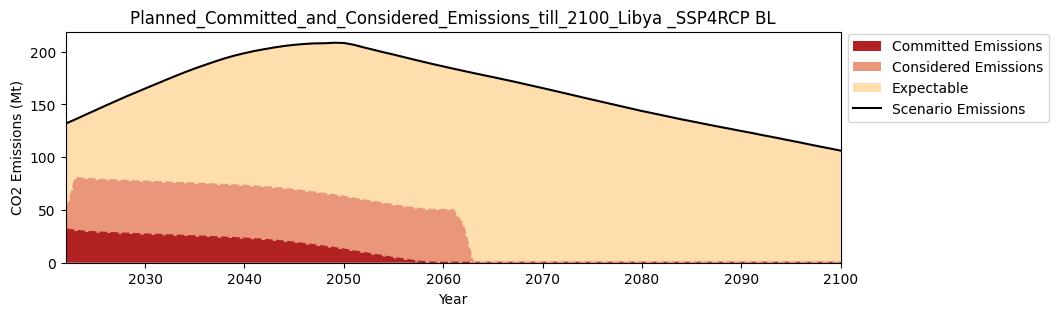 Planned_Committed_and_Considered_Emissions_till_2100_Libya _SSP4RCP BL
Committed Emissions
Considered Emissions
Expectable
Scenario Emissions
CO2 Emissions (Mt)
200
150
100
50
0
2030 2040 2050 2060 2070 2080 2090 2100
Year